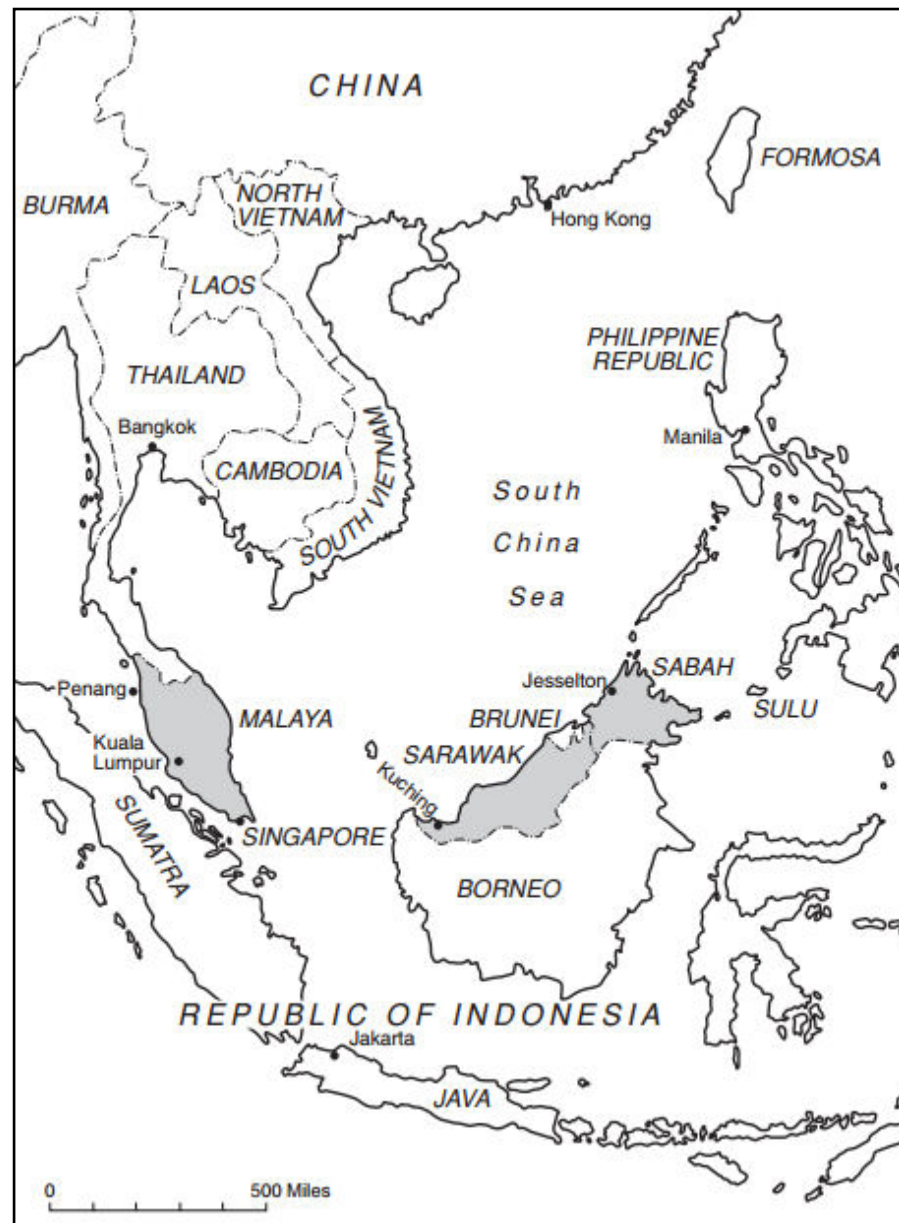 CHINA
FORMOSA
BURMA
NORTH
VIETNAM
Hong Kong
LAOS
PHILIPPINE
REPUBLIC
THAILAND
Bangkok
Manila
CAMBODIA
SOUTH VIETNAM
South
China
Sea
SABAH
Jesselton
Penang
SULU
MALAYA
BRUNEI
SARAWAK
Kuala
Lumpur
Kuching
SINGAPORE
SUMATRA
BORNEO
REPUBLIC OF INDONESIA
Jakarta
JAVA
0 500 Miles